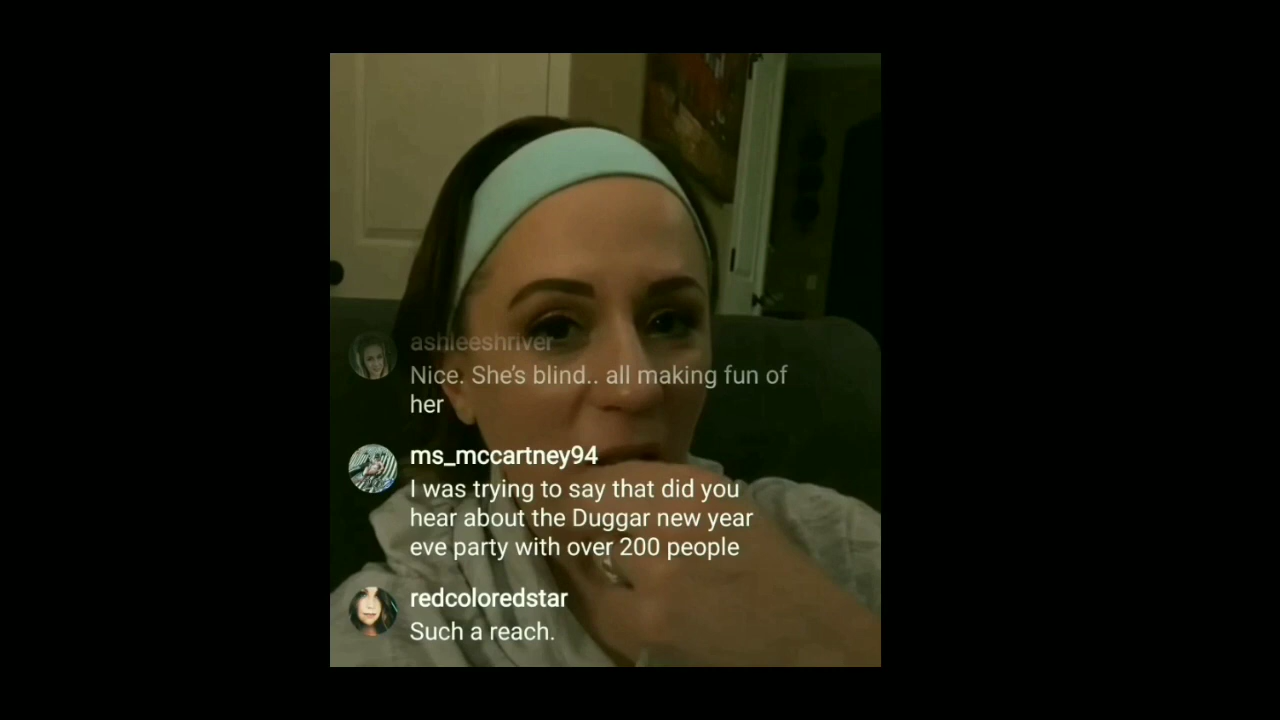 ashleeshriver
Nice. She's blind.. all making fun of
her
ms_mccartney94
I was trying to say that did you
hear about the Duggar new year
eve party with over 200 people
redcoloredstar
Such a reach.